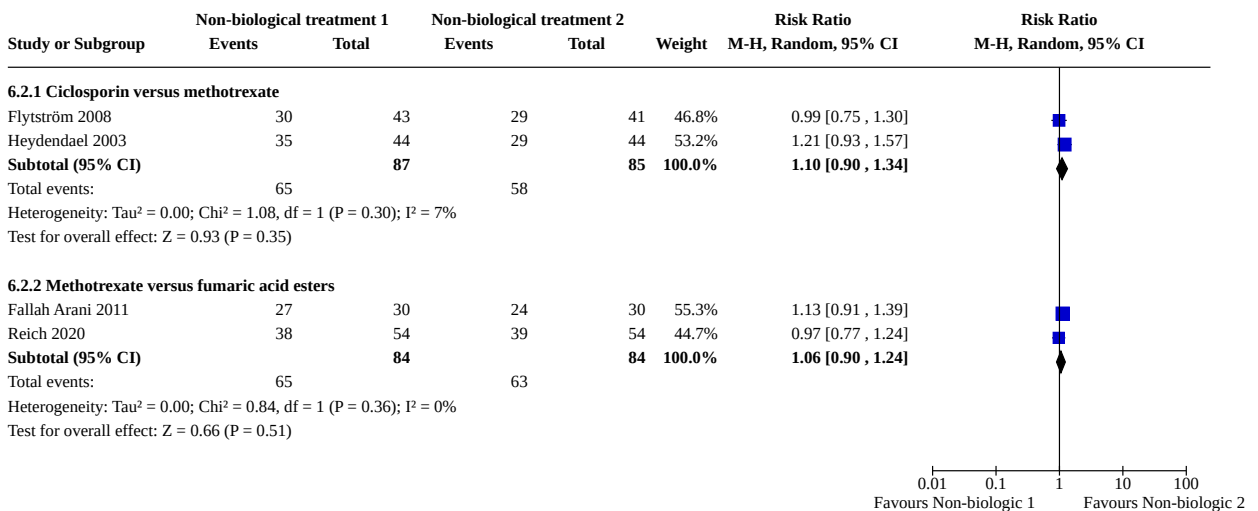 Non-biological treatment 1 Non-biological treatment 2 Risk Ratio Risk Ratio
Study or Subgroup Events Total Events Total Weight M-H, Random, 95% CI M-H, Random, 95% CI
6.2.1 Ciclosporin versus methotrexate
Flytström 2008 30 43 29 41 46.8% 0.99 [0.75 , 1.30]
Heydendael 2003 35 44 29 44 53.2% 1.21 [0.93 , 1.57]
Subtotal (95% CI) 87 85 100.0% 1.10 [0.90 , 1.34]
Total events: 65 58
Heterogeneity: Tau² = 0.00; Chi² = 1.08, df = 1 (P = 0.30); I² = 7%
Test for overall effect: Z = 0.93 (P = 0.35)
6.2.2 Methotrexate versus fumaric acid esters
Fallah Arani 2011 27 30 24 30 55.3% 1.13 [0.91 , 1.39]
Reich 2020 38 54 39 54 44.7% 0.97 [0.77 , 1.24]
Subtotal (95% CI) 84 84 100.0% 1.06 [0.90 , 1.24]
Total events: 65 63
Heterogeneity: Tau² = 0.00; Chi² = 0.84, df = 1 (P = 0.36); I² = 0%
Test for overall effect: Z = 0.66 (P = 0.51)
0.01 0.1 1 10 100
Favours Non-biologic 1 Favours Non-biologic 2